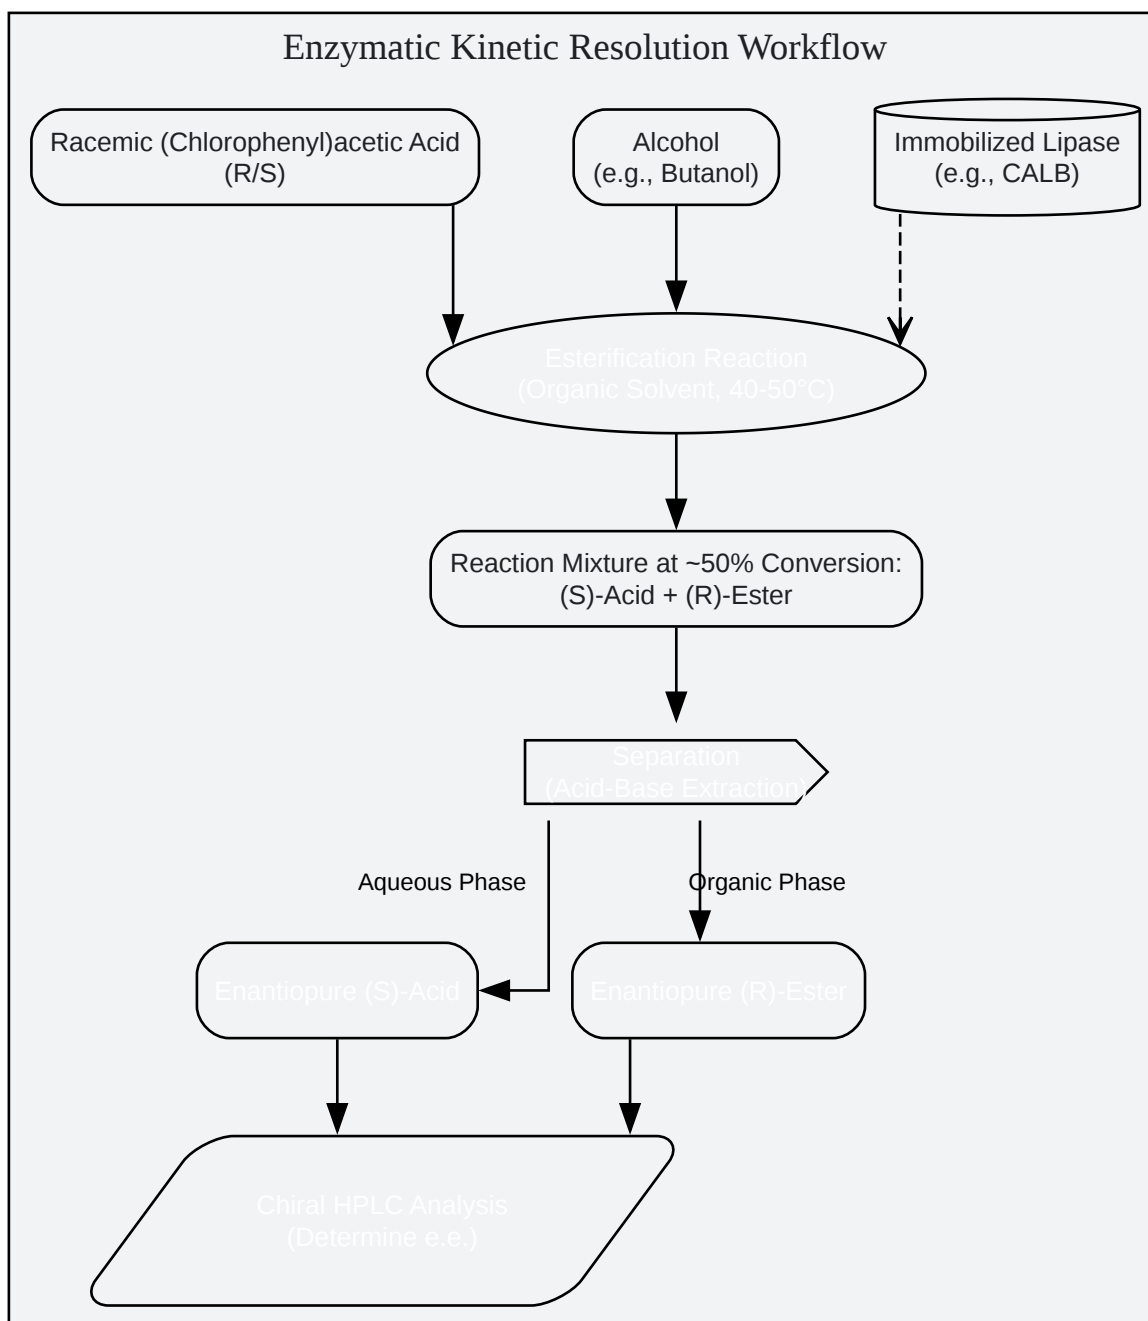 Enzymatic Kinetic Resolution Workflow
Racemic (Chlorophenyl)acetic Acid
(R/S)
Alcohol
(e.g., Butanol)
Immobilized Lipase
(e.g., CALB)
Esterification Reaction
(Organic Solvent, 40-50°C)
Reaction Mixture at ~50% Conversion:
(S)-Acid + (R)-Ester
Separation
(Acid-Base Extraction)
Aqueous Phase
Organic Phase
Enantiopure (S)-Acid
Enantiopure (R)-Ester
Chiral HPLC Analysis
(Determine e.e.)